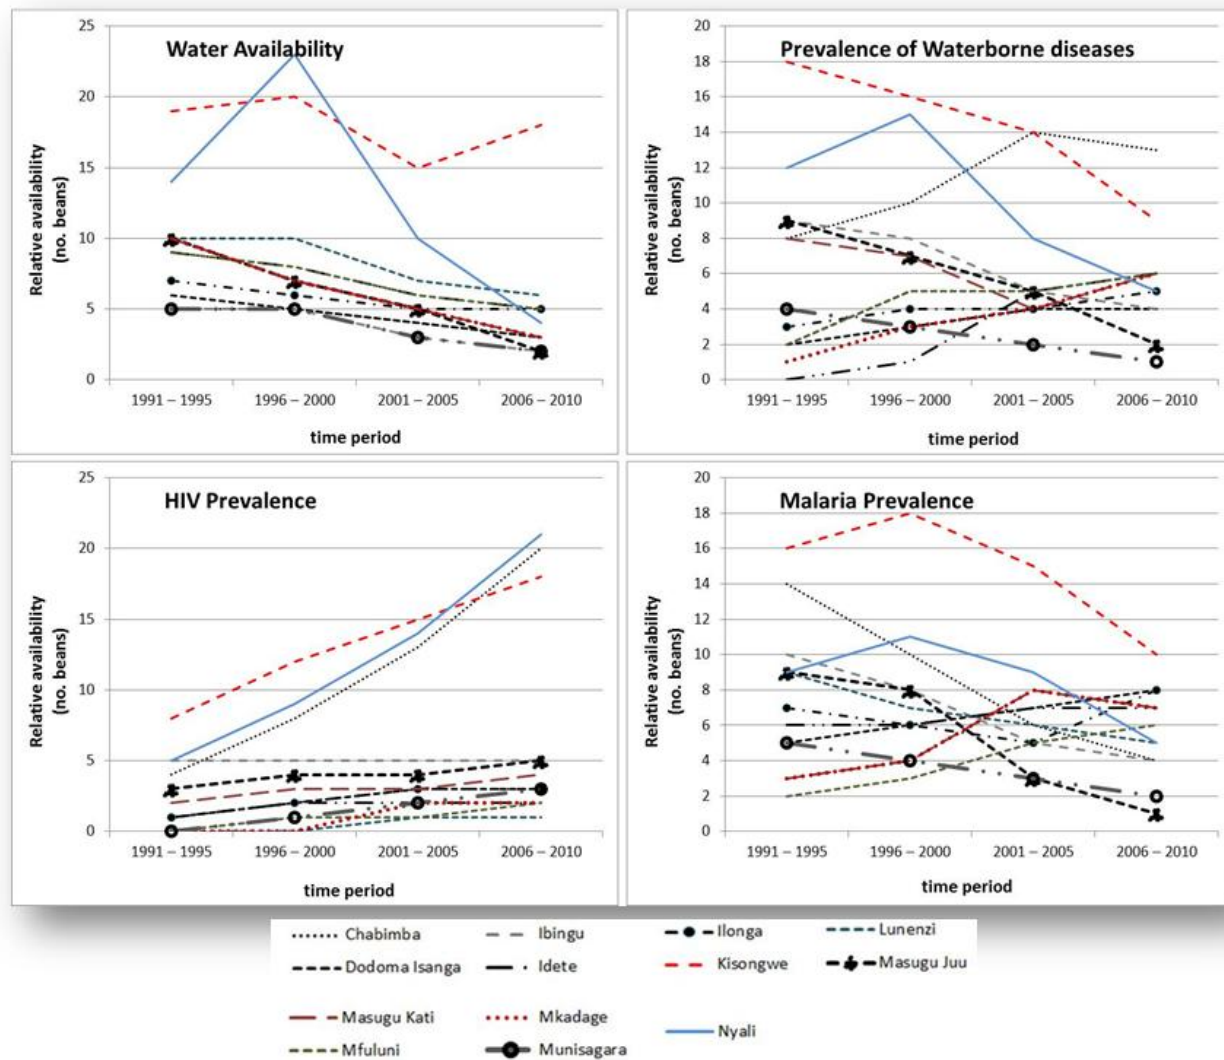 Water Availability
25
20
15
10
5
0
Relative availability
(no. beans)
1991 – 1995
1996 – 2000
2001 – 2005
2006 – 2010
time period
Prevalence of Waterborne diseases
20
18
16
14
12
10
8
6
4
2
0
Relative availability
(no. beans)
1991 – 1995
1996 – 2000
2001 – 2005
2006 – 2010
time period
HIV Prevalence
25
20
15
10
5
0
Relative availability
(no. beans)
1991 – 1995
1996 – 2000
2001 – 2005
2006 – 2010
time period
Malaria Prevalence
20
18
16
14
12
10
8
6
4
2
0
Relative availability
(no. beans)
1991 – 1995
1996 – 2000
2001 – 2005
2006 – 2010
time period
Chabimba
Ibingu
Ilonga
Lunenzi
Dodoma Isanga
Idete
Kisongwe
Masugu Juu
Masugu Kati
Mkadage
Nyali
Mfuluni
Munisagara